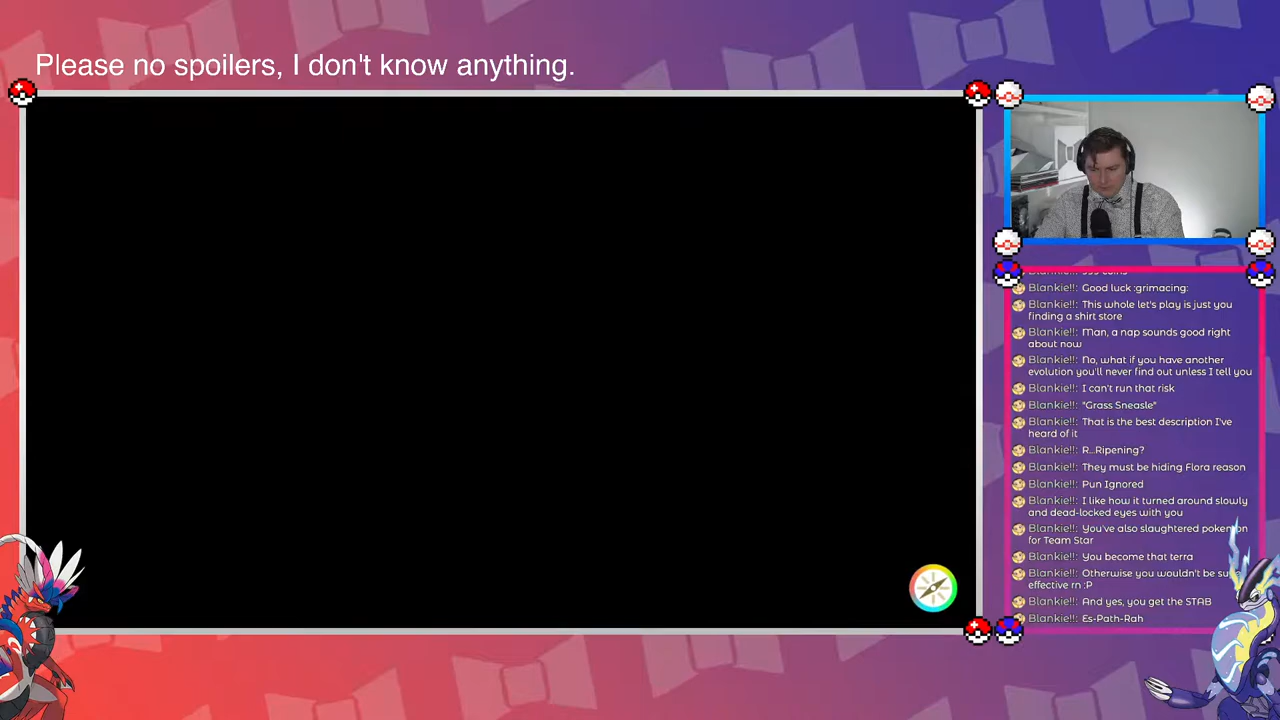 Please no spoilers, I don't know anything.
Blankie!!: Good luck :grimacing:
Blankie!!: This whole let's play is just you
finding a shirt store
Blankie!!: Man, a nap sounds good right
about now
Blankie!!: No, what if you have another
evolution you'll never find out unless I tell you
Blankie!!: I can't run that risk
Blankie!!: "Grass Sneasle"
Blankie!!: That is the best description I've
heard of it
Blankie!!: R...Ripening?
Blankie!!: They must be hiding Flora reason
Blankie!!: Pun Ignored
Blankie!!: I like how it turned around slowly
and dead-locked eyes with you
Blankie!!: You've also slaughtered pokemon
for Team Star
Blankie!!: You become that terra
Blankie!!: Otherwise you wouldn't be
effective rn :P
Blankie!!: And yes, you get the STAB
Blankie!!: Es-Path-Rah